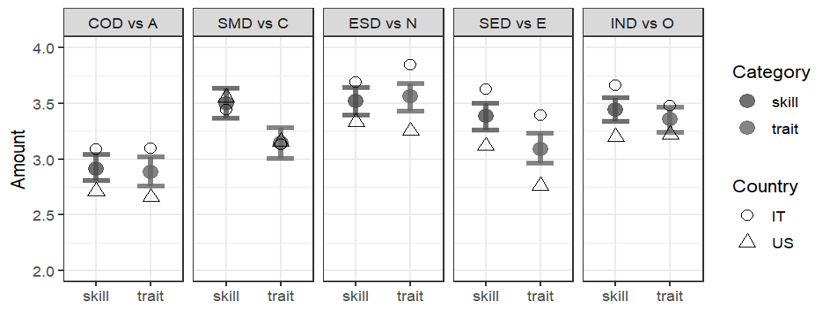 COD vs A
SMD vs C
ESD vs N
SED vs E
IND vs O
Amount
4.0
3.5
3.0
2.5
2.0
skill trait
skill trait
skill trait
skill trait
skill trait
Category
skill
trait
Country
IT
US